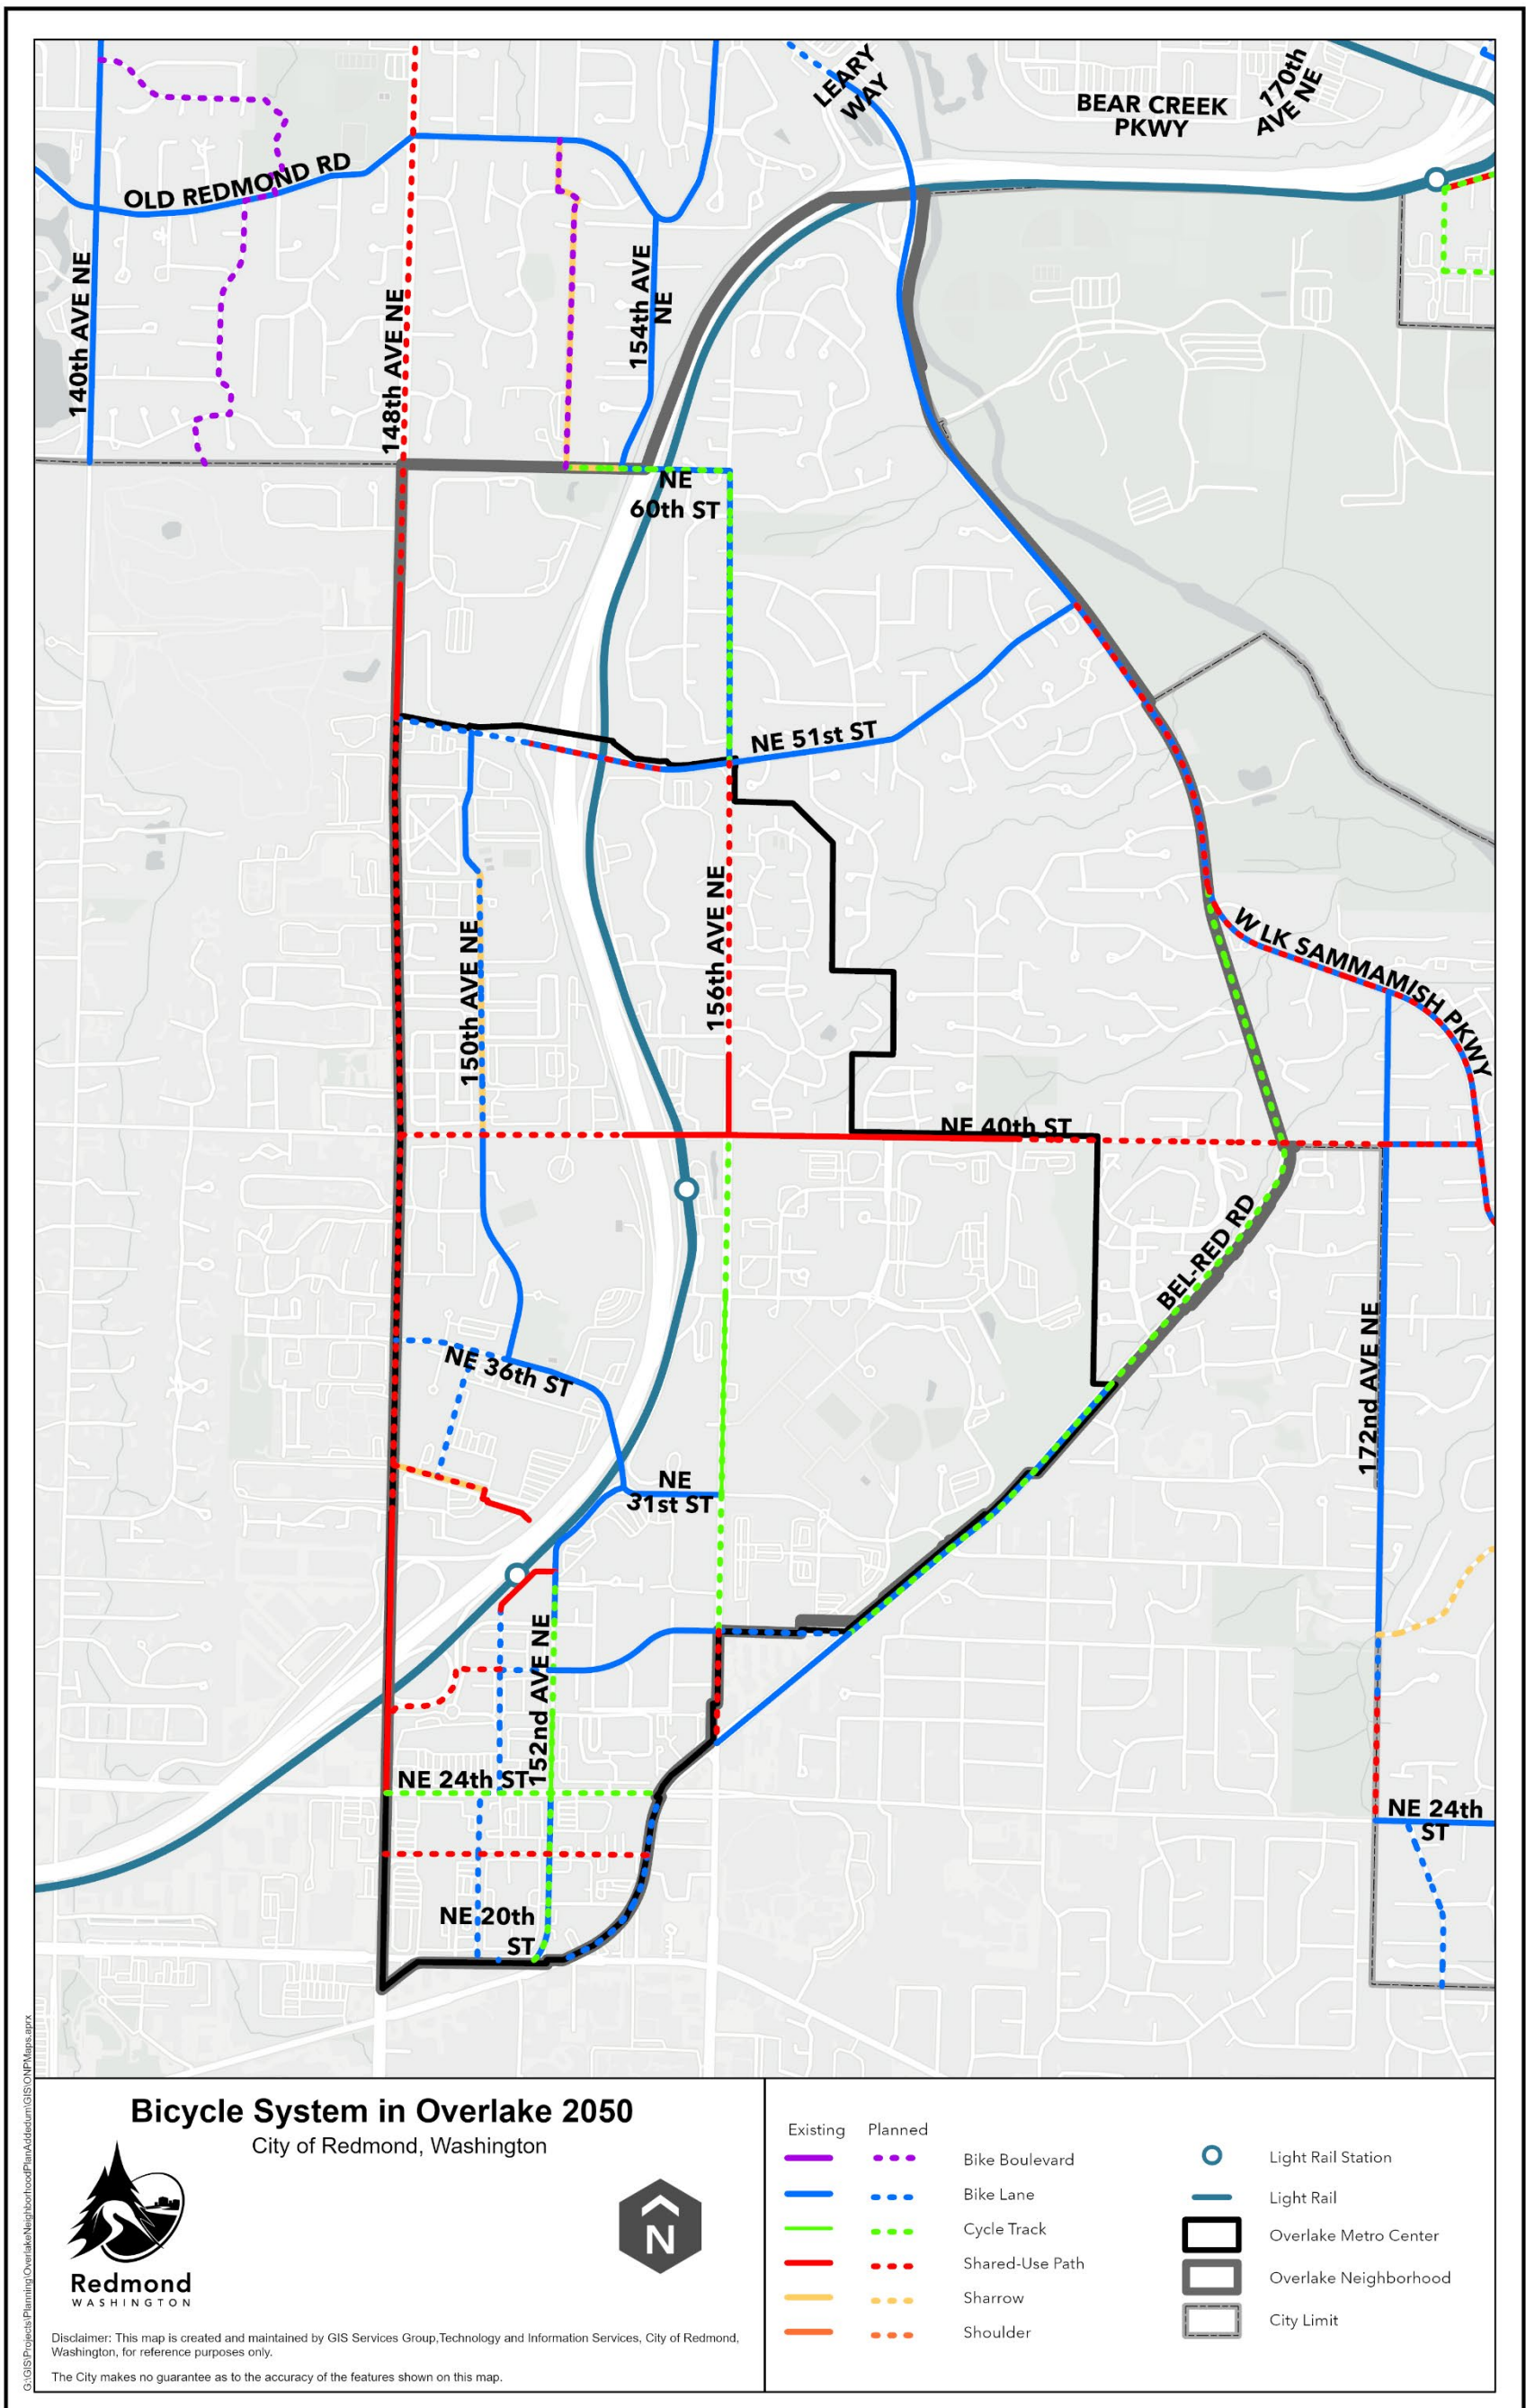 LEARY
WAY
BEAR CREEK
PKWY
170th
AVE NE
OLD REDMOND RD
140th AVE NE
148th AVE NE
154th AVE
NE
NE
60th ST
NE 51st ST
156th AVE NE
150th AVE NE
W LK SAMMAMISH PKWY
NE 40th ST
BEL-RED RD
NE 36th ST
172nd AVE NE
NE
31st ST
152nd AVE NE
NE 24th ST
NE 24th
ST
NE 20th
ST
G:\GIS\Projects\Planning\OverlakeNeighborhoodPlanAddedum\GIS\ONPMaps.aprx
Bicycle System in Overlake 2050
City of Redmond, Washington
N
Redmond
WASHINGTON
Disclaimer: This map is created and maintained by GIS Services Group,Technology and Information Services, City of Redmond,
Washington, for reference purposes only.
The City makes no guarantee as to the accuracy of the features shown on this map.
Existing Planned
Bike Boulevard
Bike Lane
Cycle Track
Shared-Use Path
Sharrow
Shoulder
Light Rail Station
Light Rail
Overlake Metro Center
Overlake Neighborhood
City Limit